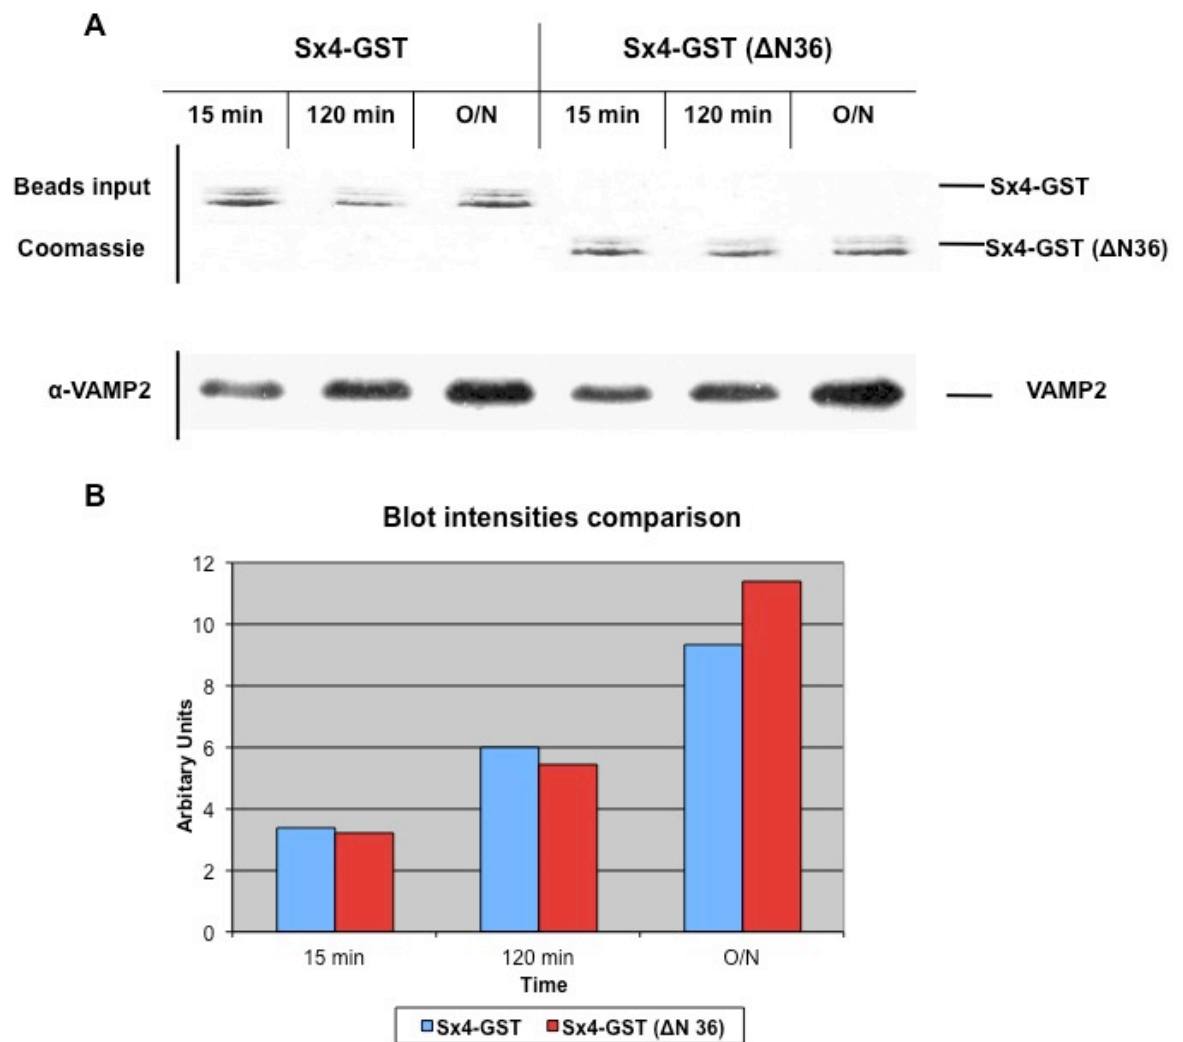 A
Sx4-GST
Sx4-GST (ΔN36)
15 min
120 min
O/N
15 min
120 min
O/N
Beads input
Sx4-GST
Coomassie
Sx4-GST (ΔN36)
α-VAMP2
VAMP2
B
Blot intensities comparison
12
10
8
6
4
2
0
Arbitary Units
15 min
120 min
O/N
Time
Sx4-GST
Sx4-GST (ΔN 36)